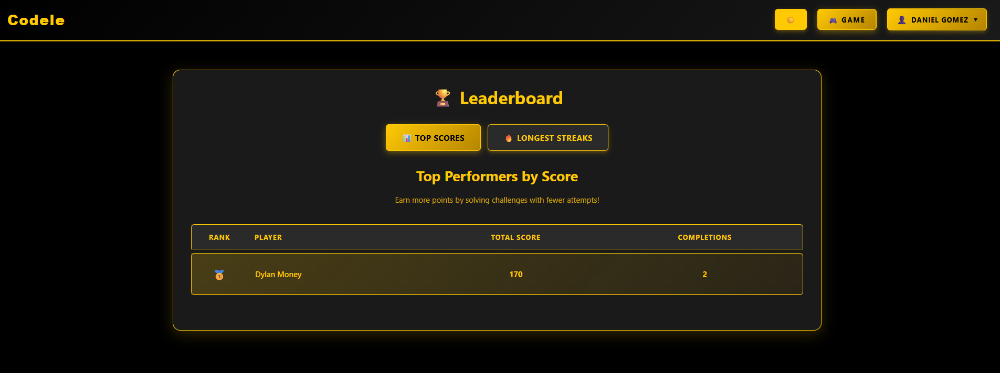 Codele
GAME
DANIEL GOMEZ ▼
Leaderboard
TOP SCORES
LONGEST STREAKS
Top Performers by Score
Earn more points by solving challenges with fewer attempts!
RANK PLAYER TOTAL SCORE COMPLETIONS
1 Dylan Money 170 2